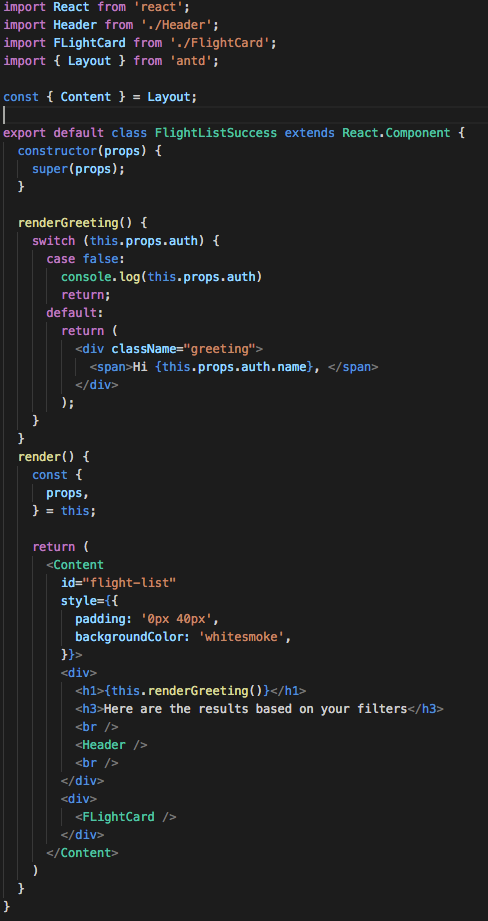 import React from 'react';
import Header from './Header';
import FLightCard from './FlightCard';
import { Layout } from 'antd';

const { Content } = Layout;

export default class FlightListSuccess extends React.Component {
  constructor(props) {
    super(props);
  }

  renderGreeting() {
    switch (this.props.auth) {
      case false:
        console.log(this.props.auth)
        return;
      default:
        return (
          <div className="greeting">
            <span>Hi {this.props.auth.name}, </span>
          </div>
        );
    }
  }
  render() {
    const {
      props,
    } = this;

    return (
      <Content
        id="flight-list"
        style={{
          padding: '0px 40px',
          backgroundColor: 'whitesmoke',
        }}>
        <div>
          <h1>{this.renderGreeting()}</h1>
          <h3>Here are the results based on your filters</h3>
          <br />
          <Header />
          <br />
        </div>
        <div>
          <FLightCard />
        </div>
      </Content>
    )
  }
}